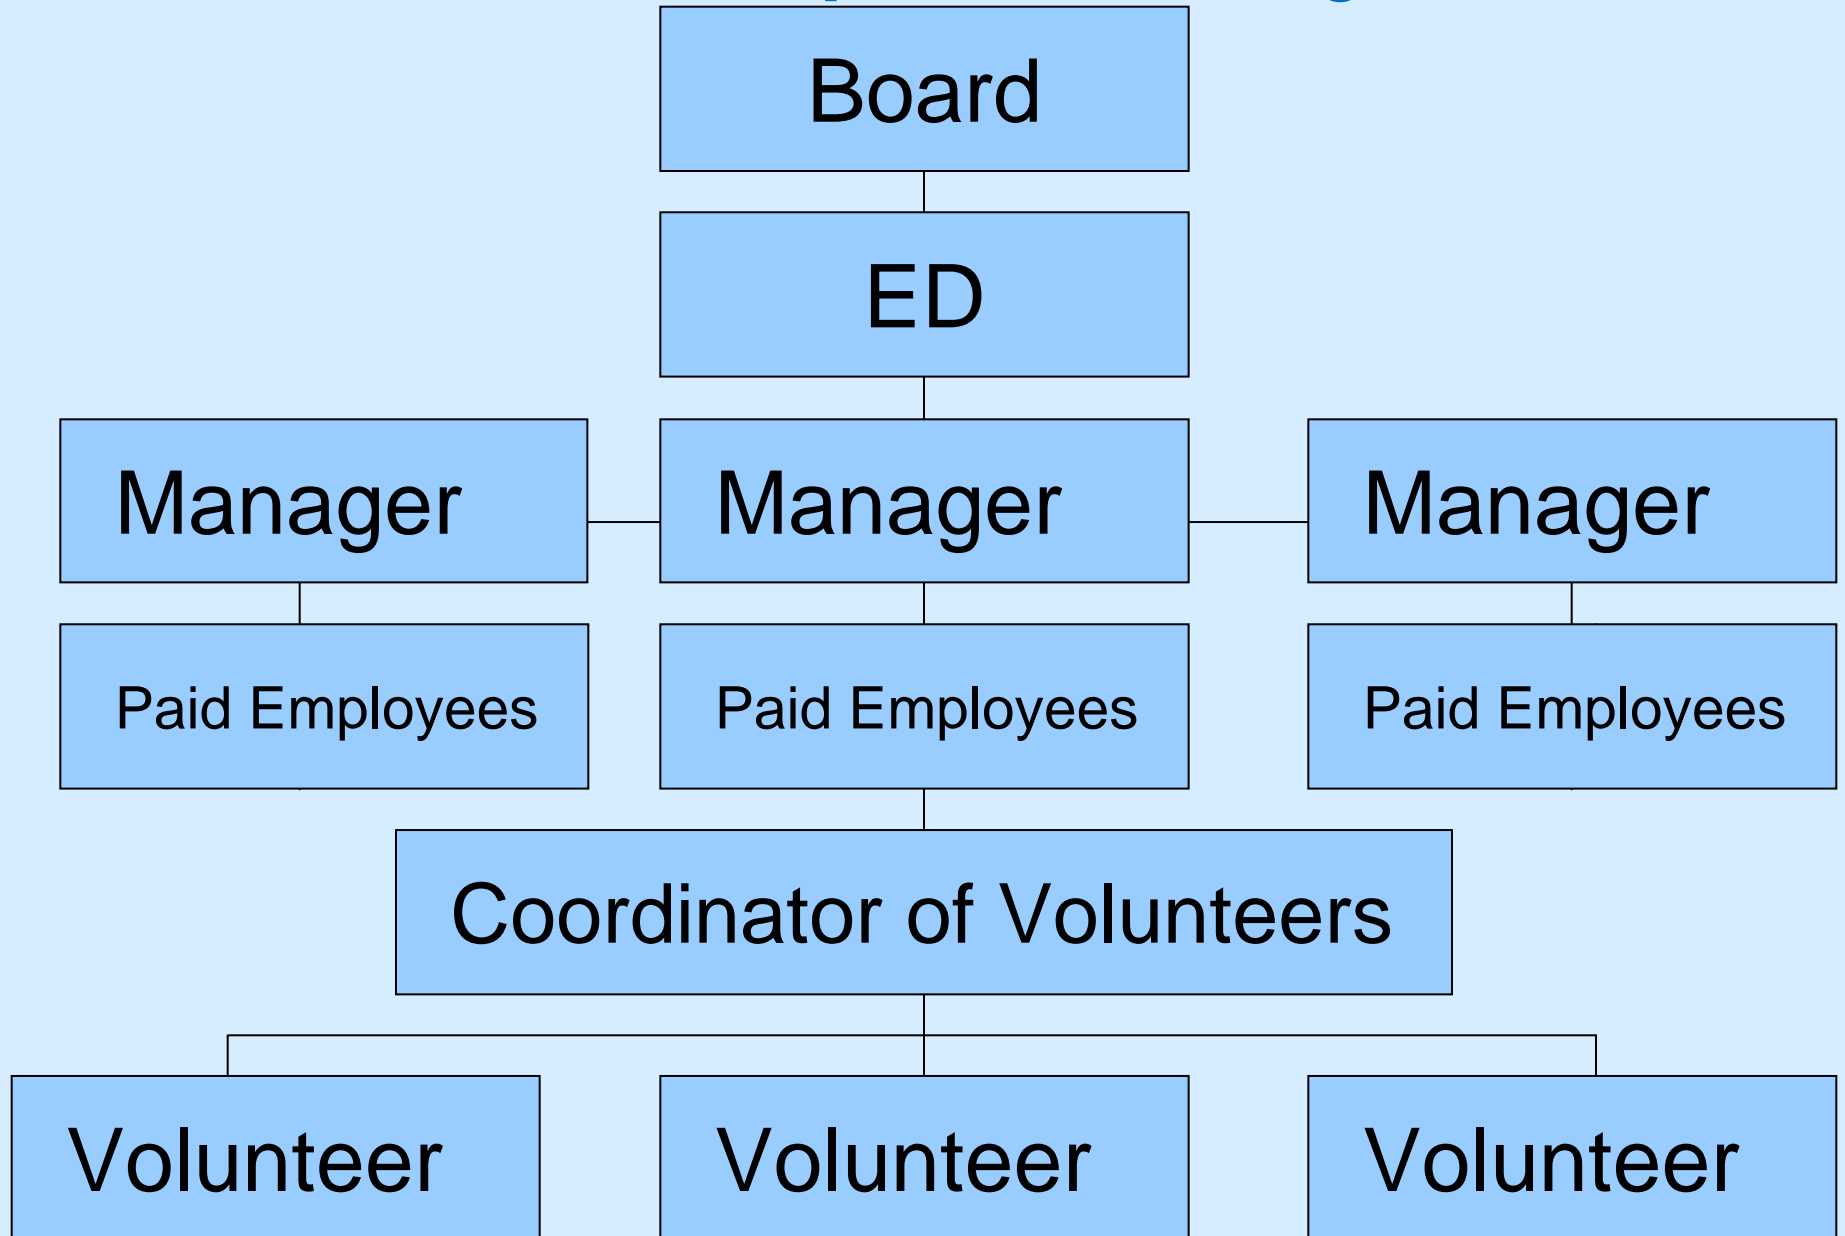 Board
ED
Manager Manager Manager
Paid Employees Paid Employees Paid Employees
Coordinator of Volunteers
Volunteer Volunteer Volunteer